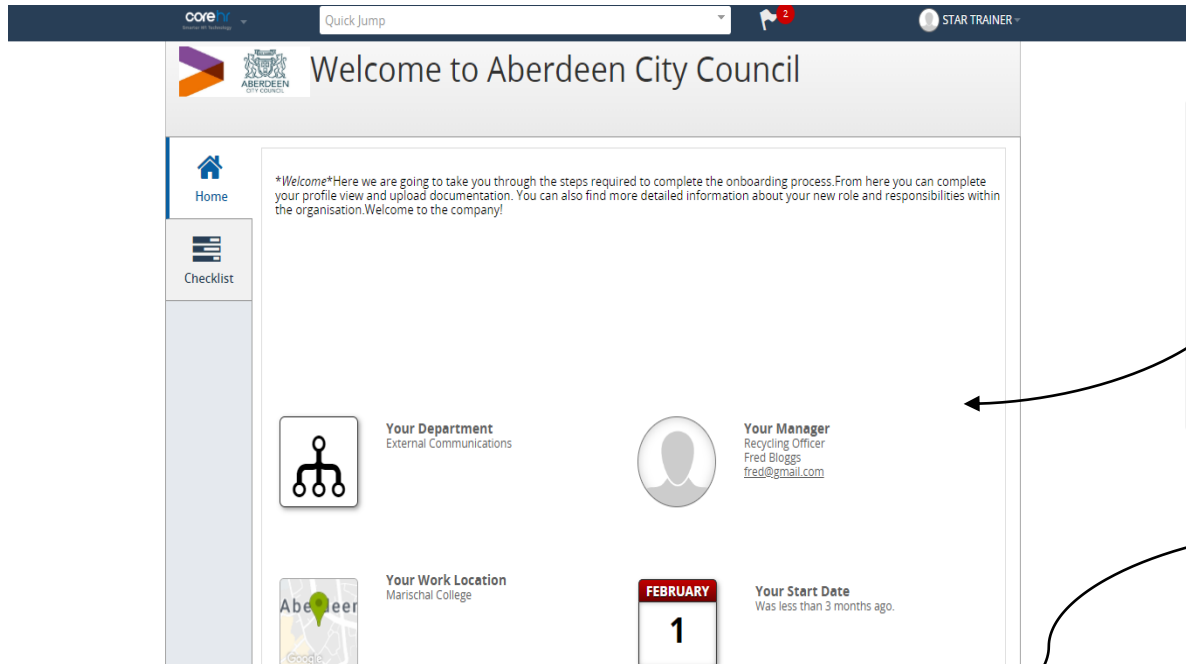 corehr
Quick Jump
2
STAR TRAINER
ABERDEEN
CITY COUNCIL
Welcome to Aberdeen City Council
Home
*Welcome*Here we are going to take you through the steps required to complete the onboarding process.From here you can complete
your profile view and upload documentation. You can also find more detailed information about your new role and responsibilities within
the organisation.Welcome to the company!
Checklist
Your Department
External Communications
Your Manager
Recycling Officer
Fred Bloggs
fred@gmail.com
Your Work Location
Marischal College
FEBRUARY
1
Your Start Date
Was less than 3 months ago.
Google